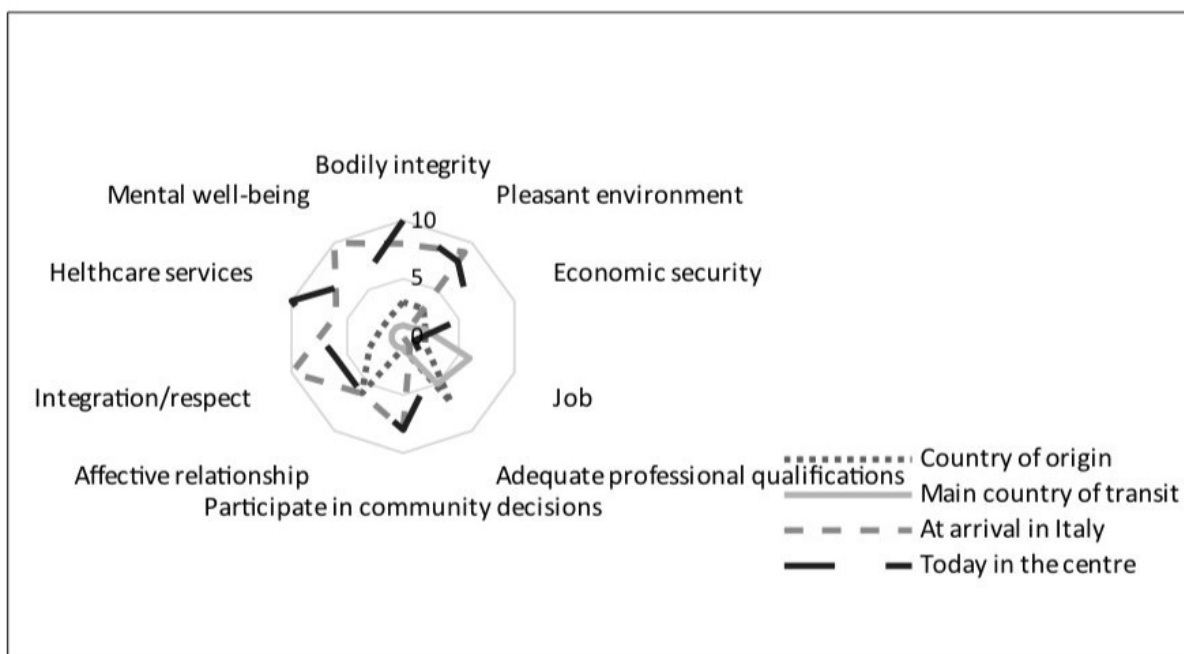 Bodily integrity
Mental well-being
Pleasant environment
10
Helthcare services
Economic security
5
0
Integration/respect
Job
Affective relationship
Adequate professional qualifications
Participate in community decisions
Country of origin
Main country of transit
At arrival in Italy
Today in the centre